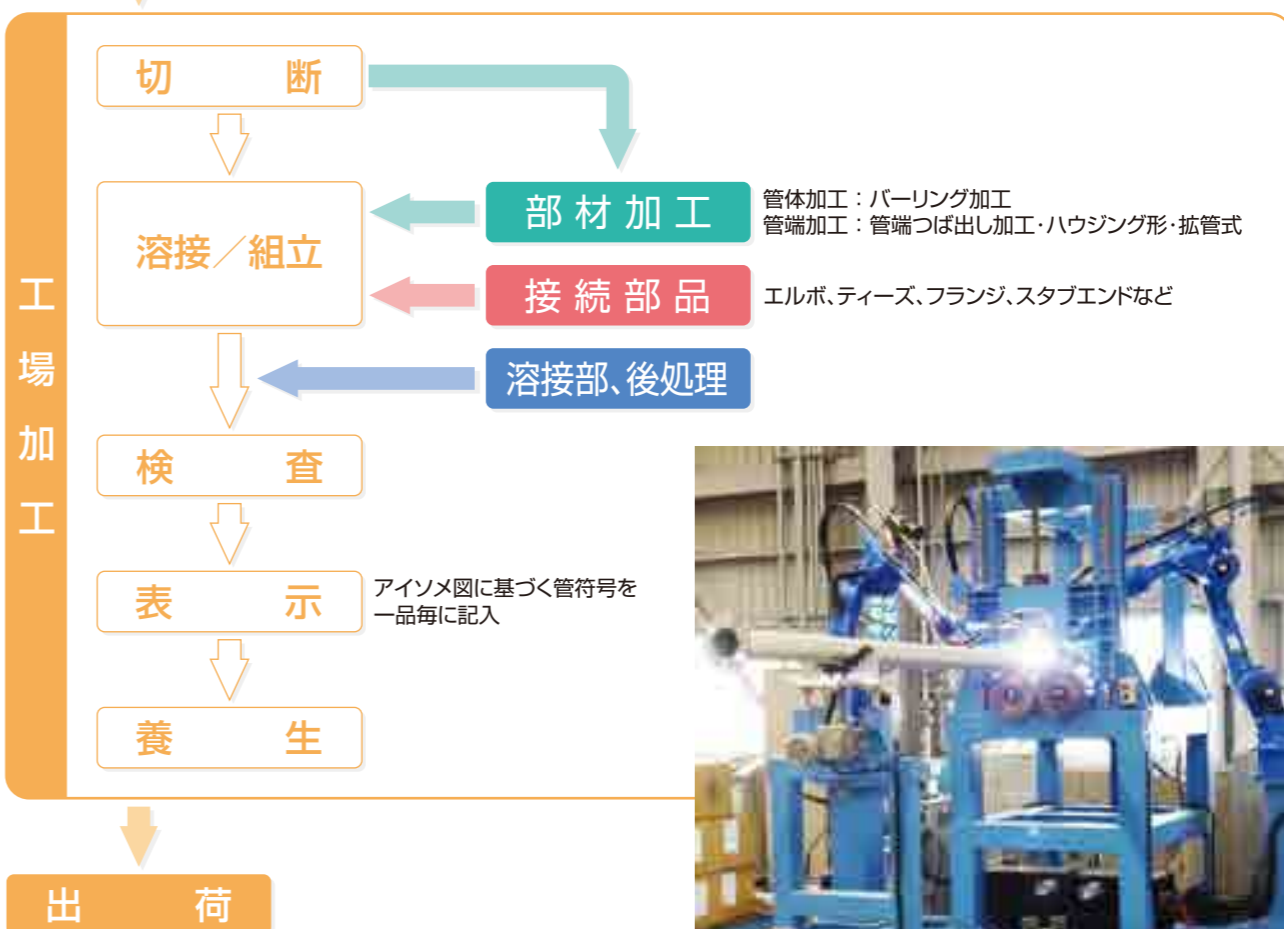 工場加工
切断
溶接／組立
部材加工
管体加工：バーリング加工
管端加工：管端つば出し加工・ハウジング形・拡管式
接続部品
エルボ、ティーズ、フランジ、スタブエンドなど
溶接部、後処理
検査
表示
アイソメ図に基づく管符号を
一品毎に記入
養生
出荷